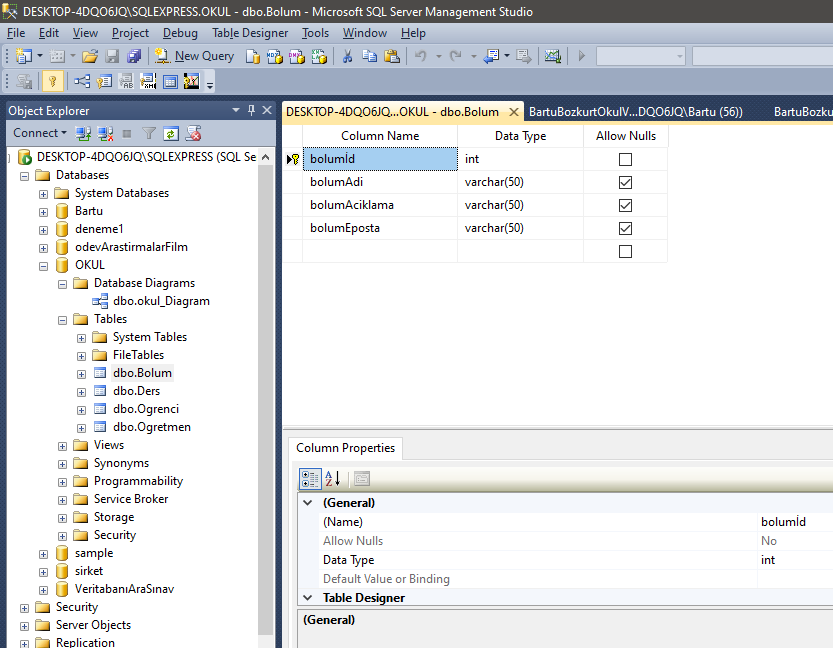 DESKTOP-4DQO6JQ\SQLEXPRESS.OKUL - dbo.Bolum - Microsoft SQL Server Management Studio
File Edit View Project Debug Table Designer Tools Window Help
New Query
Object Explorer
Connect
DESKTOP-4DQO6JQ\SQLEXPRESS (SQL Se
Databases
System Databases
Bartu
deneme1
odevArastirmalarFilm
OKUL
Database Diagrams
dbo.okul_Diagram
Tables
System Tables
FileTables
dbo.Bolum
dbo.Ders
dbo.Ogrenci
dbo.Ogretmen
Views
Synonyms
Programmability
Service Broker
Storage
Security
sample
sirket
VeritabanıAraSınav
Security
Server Objects
Replication
DESKTOP-4DQO6JQ...OKUL - dbo.Bolum BartuBozkurtOkulV...DQO6JQ\Bartu (56)) BartuBozku
Column Name Data Type Allow Nulls
bolumİd int
bolumAdi varchar(50)
bolumAciklama varchar(50)
bolumEposta varchar(50)
Column Properties
(General)
(Name) bolumİd
Allow Nulls No
Data Type int
Default Value or Binding
Table Designer
(General)